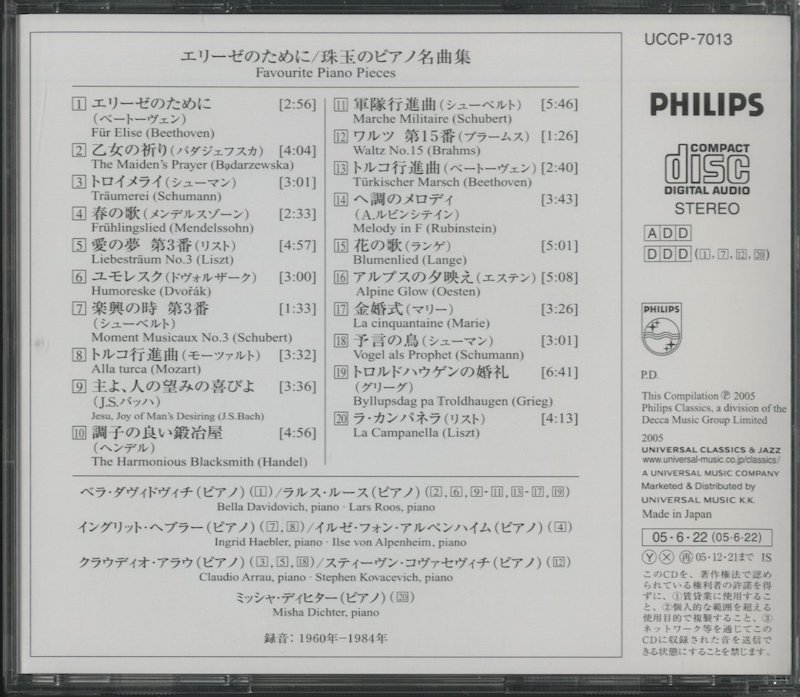 エリーゼのために/珠玉のピアノ名曲集
Favourite Piano Pieces
1 エリーゼのために [2:56]
(ベートーヴェン)
Für Elise (Beethoven)
2 乙女の祈り(バダジェフスカ) [4:04]
The Maiden's Prayer (Bądarzewska)
3 トロイメライ(シューマン) [3:01]
Träumerei (Schumann)
4 春の歌(メンデルスゾーン) [2:33]
Frühlingslied (Mendelssohn)
5 愛の夢 第3番(リスト) [4:57]
Liebesträum No.3 (Liszt)
6 ユモレスク(ドヴォルザーク) [3:00]
Humoreske (Dvořák)
7 楽興の時 第3番 [1:33]
(シューベルト)
Moment Musicaux No.3 (Schubert)
8 トルコ行進曲(モーツァルト) [3:32]
Alla turca (Mozart)
9 主よ、人の望みの喜びよ [3:36]
(J.S.バッハ)
Jesu, Joy of Man's Desiring (J.S.Bach)
10 調子の良い鍛冶屋 [4:56]
(ヘンデル)
The Harmonious Blacksmith (Handel)
11 軍隊行進曲(シューベルト) [5:46]
Marche Militaire (Schubert)
12 ワルツ 第15番(ブラームス) [1:26]
Waltz No.15 (Brahms)
13 トルコ行進曲(ベートーヴェン) [2:40]
Türkischer Marsch (Beethoven)
14 ヘ調のメロディ [3:43]
(A.ルビンシテイン)
Melody in F (Rubinstein)
15 花の歌(ランゲ) [5:01]
Blumenlied (Lange)
16 アルプスの夕映え(エステン) [5:08]
Alpine Glow (Oesten)
17 金婚式(マリー) [3:26]
La cinquantaine (Marie)
18 予言の鳥(シューマン) [3:01]
Vogel als Prophet (Schumann)
19 トロルドハウゲンの婚礼 [6:41]
(グリーグ)
Byllupsdag pa Troldhaugen (Grieg)
20 ラ・カンパネラ(リスト) [4:13]
La Campanella (Liszt)
ベラ・ダヴィドヴィチ(ピアノ)(1)/ラルス・ルース(ピアノ)(2,6,9-11,13-17,19)
Bella Davidovich, piano · Lars Roos, piano
イングリット・ヘブラー(ピアノ)(7,8)/イルゼ・フォン・アルペンハイム(ピアノ)(4)
Ingrid Haebler, piano · Ilse von Alpenheim, piano
クラウディオ・アラウ(ピアノ)(3,5,18)/スティーヴン・コヴァセヴィチ(ピアノ)(12)
Claudio Arrau, piano · Stephen Kovacevich, piano
ミッシャ・ディヒター(ピアノ)(20)
Misha Dichter, piano
録音:1960年-1984年
UCCP-7013
PHILIPS
COMPACT
disc
DIGITAL AUDIO
STEREO
ADD
DDD(1,7,12,20)
PHILIPS
P.D.
This Compilation ℗ 2005
Philips Classics, a division of the
Decca Music Group Limited
2005
UNIVERSAL CLASSICS & JAZZ
www.universal-music.co.jp/classics/
A UNIVERSAL MUSIC COMPANY
Marketed & Distributed by
UNIVERSAL MUSIC K.K.
Made in Japan
05・6・22 (05・6・22)
Ⓨ Ⓧ 再 05・12・21まで IS
このCDを、著作権法で認め
られている権利者の許諾を得
ずに、①賃貸業に使用するこ
と、②個人的な範囲を超える
使用目的で複製すること、③
ネットワーク等を通じてこの
CDに収録された音を送信で
きる状態にすることを禁じます。